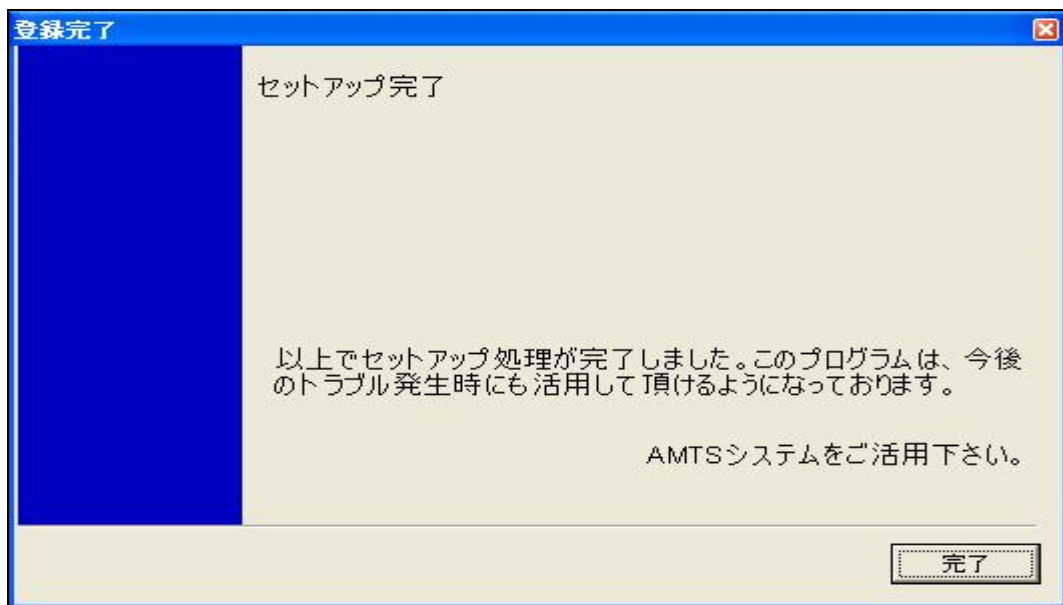 登録完了
セットアップ完了
以上でセットアップ処理が完了しました。このプログラムは、今後
のトラブル発生時にも活用して頂けるようになっております。
AMTSシステムをご活用下さい。
完了